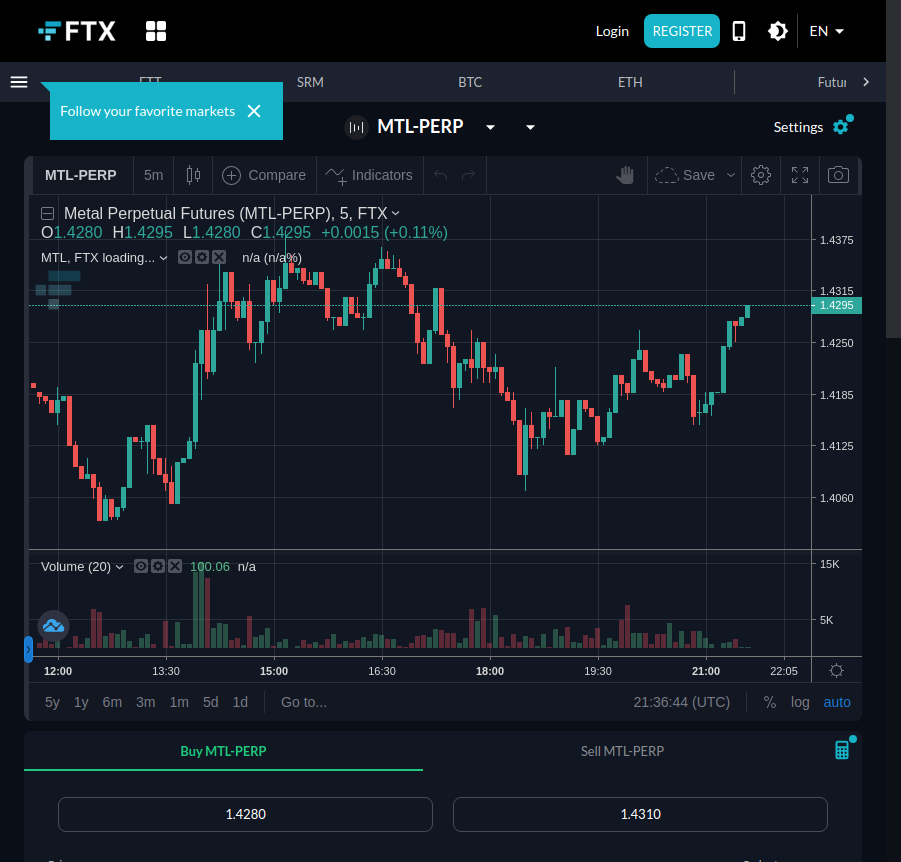 FTX
Login REGISTER EN
FTT SRM BTC ETH Futur
Follow your favorite markets
MTL-PERP
Settings
MTL-PERP 5m Compare Indicators Save
Metal Perpetual Futures (MTL-PERP), 5, FTX
O1.4280 H1.4295 L1.4280 C1.4295 +0.0015 (+0.11%)
MTL, FTX loading... n/a (n/a%)
1.4375
1.4315
1.4295
1.4250
1.4185
1.4125
1.4060
Volume (20) 100.06 n/a
15K
5K
12:00 13:30 15:00 16:30 18:00 19:30 21:00 22:05
5y 1y 6m 3m 1m 5d 1d Go to... 21:36:44 (UTC) % log auto
Buy MTL-PERP Sell MTL-PERP
1.4280 1.4310